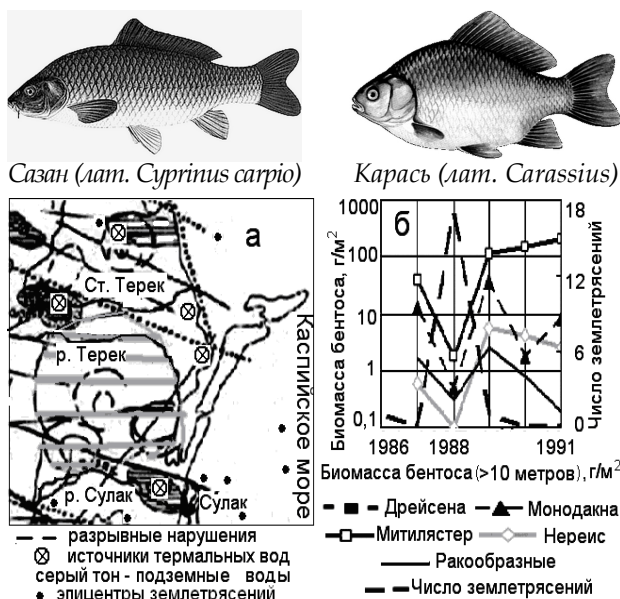 Сазан (лат. Cyprinus carpio)
Карась (лат. Carassius)
а
Ст. Терек
р. Терек
р. Сулак
Сулак
Каспийское море
разрывные нарушения
источники термальных вод
серый тон - подземные воды
эпицентры землетрясений
б
Биомасса бентоса, г/м²
1000
100
10
1
0,1
18
12
6
0
Число землетрясений
1986 1988 1991
Биомасса бентоса (>10 метров), г/м²
Дрейсена Монодакна
Митилястер Нереис
Ракообразные
Число землетрясений